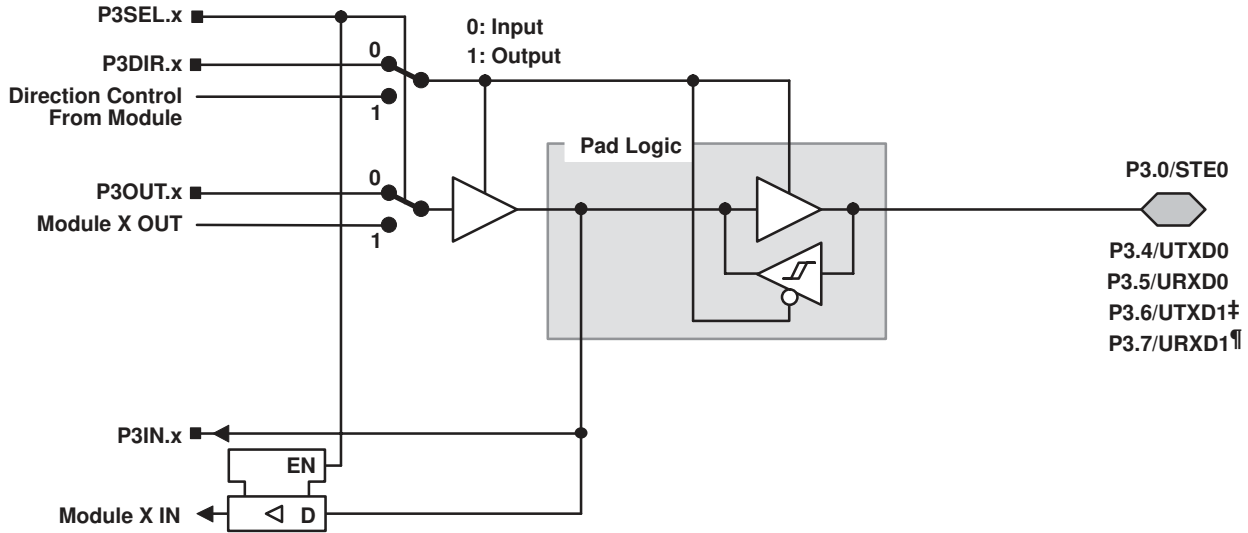 P3SEL.x
0: Input
1: Output
0
P3DIR.x
Direction Control
From Module
1
Pad Logic
P3.0/STE0
0
P3OUT.x
Module X OUT
1
P3.4/UTXD0
P3.5/URXD0
P3.6/UTXD1‡
P3.7/URXD1¶
P3IN.x
EN
Module X IN
D